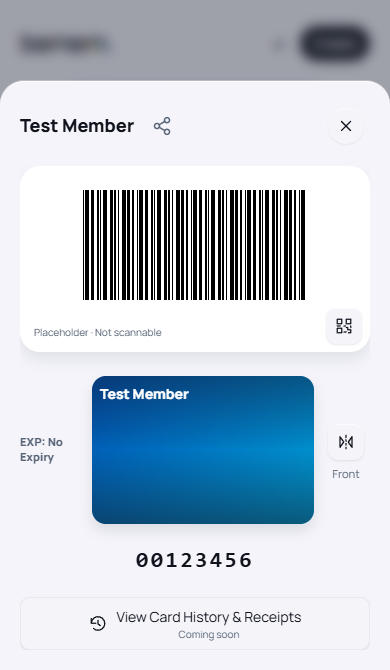 Test Member
Placeholder · Not scannable
Test Member
EXP: No
Expiry
Front
00123456
View Card History & Receipts
Coming soon